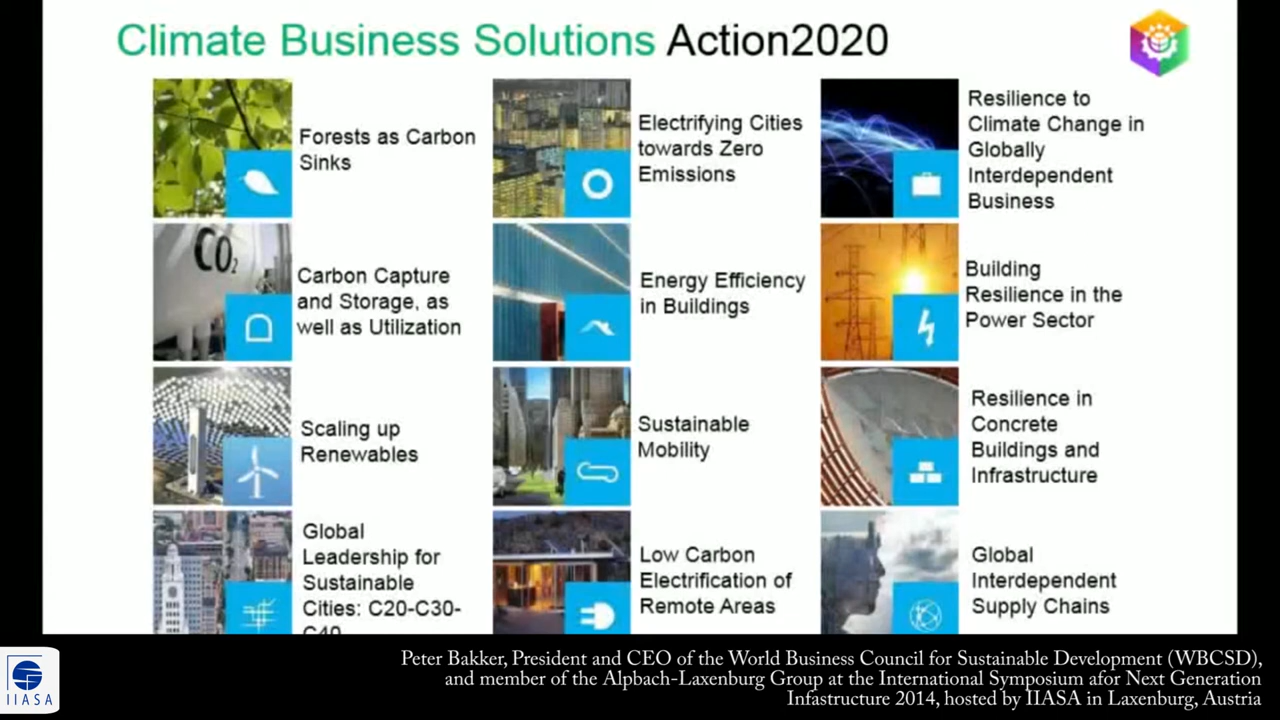 Climate Business Solutions Action2020
Forests as Carbon
Sinks
Electrifying Cities
towards Zero
Emissions
Resilience to
Climate Change in
Globally
Interdependent
Business
CO2
Carbon Capture
and Storage, as
well as Utilization
Energy Efficiency
in Buildings
Building
Resilience in the
Power Sector
Scaling up
Renewables
Sustainable
Mobility
Resilience in
Concrete
Buildings and
Infrastructure
Global
Leadership for
Sustainable
Cities: C20-C30-
C40
Low Carbon
Electrification of
Remote Areas
Global
Interdependent
Supply Chains
IIASA
Peter Bakker, President and CEO of the World Business Council for Sustainable Development (WBCSD),
and member of the Alpbach-Laxenburg Group at the International Symposium afor Next Generation
Infastructure 2014, hosted by IIASA in Laxenburg, Austria